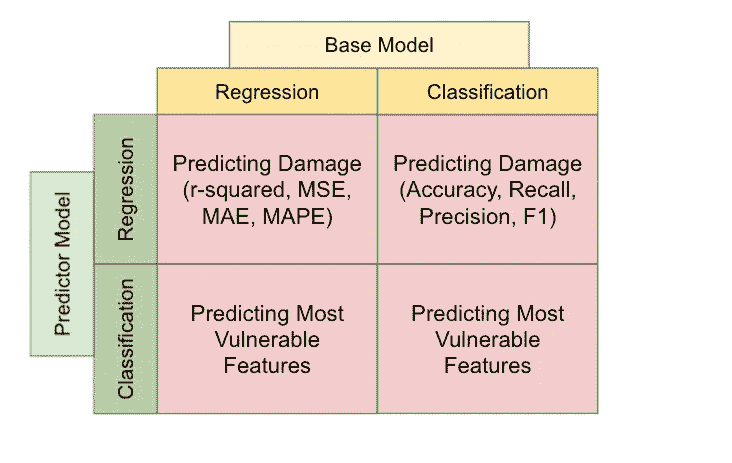 Base Model
Regression
Classification
Predictor Model
Regression
Predicting Damage
(r-squared, MSE,
MAE, MAPE)
Predicting Damage
(Accuracy, Recall,
Precision, F1)
Classification
Predicting Most
Vulnerable
Features
Predicting Most
Vulnerable
Features